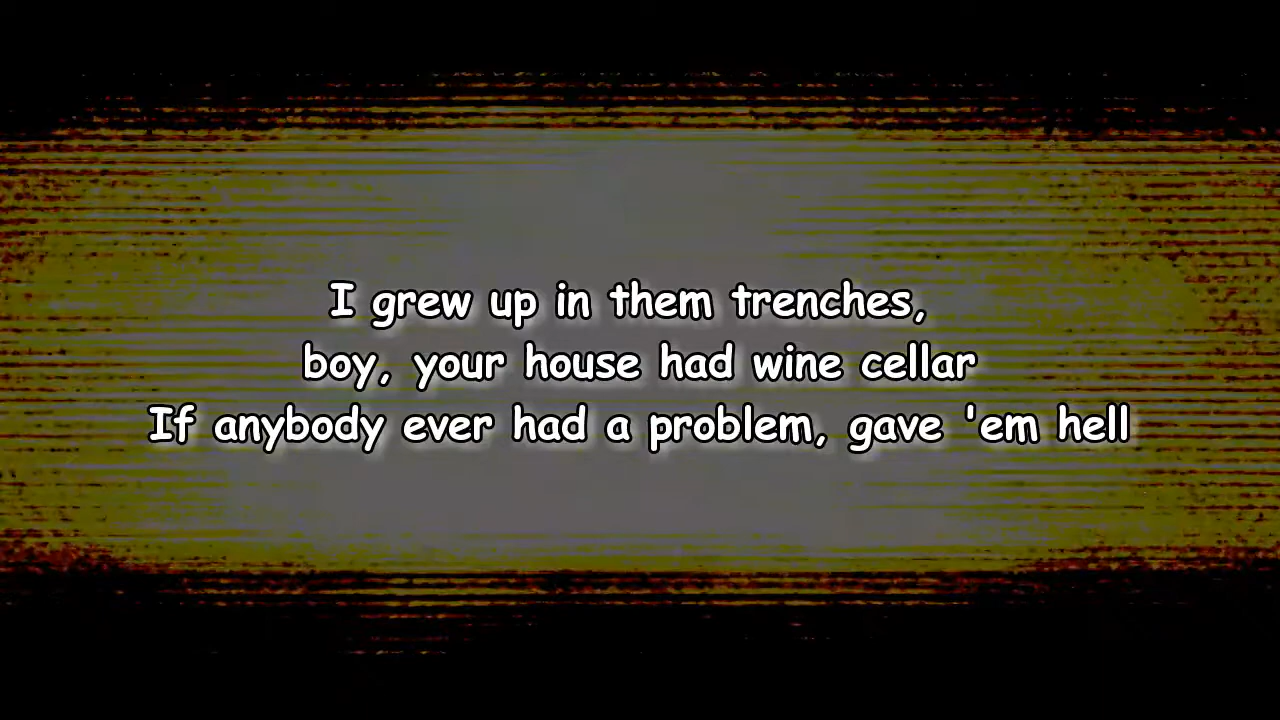 I grew up in them trenches,
boy, your house had wine cellar
If anybody ever had a problem, gave 'em hell